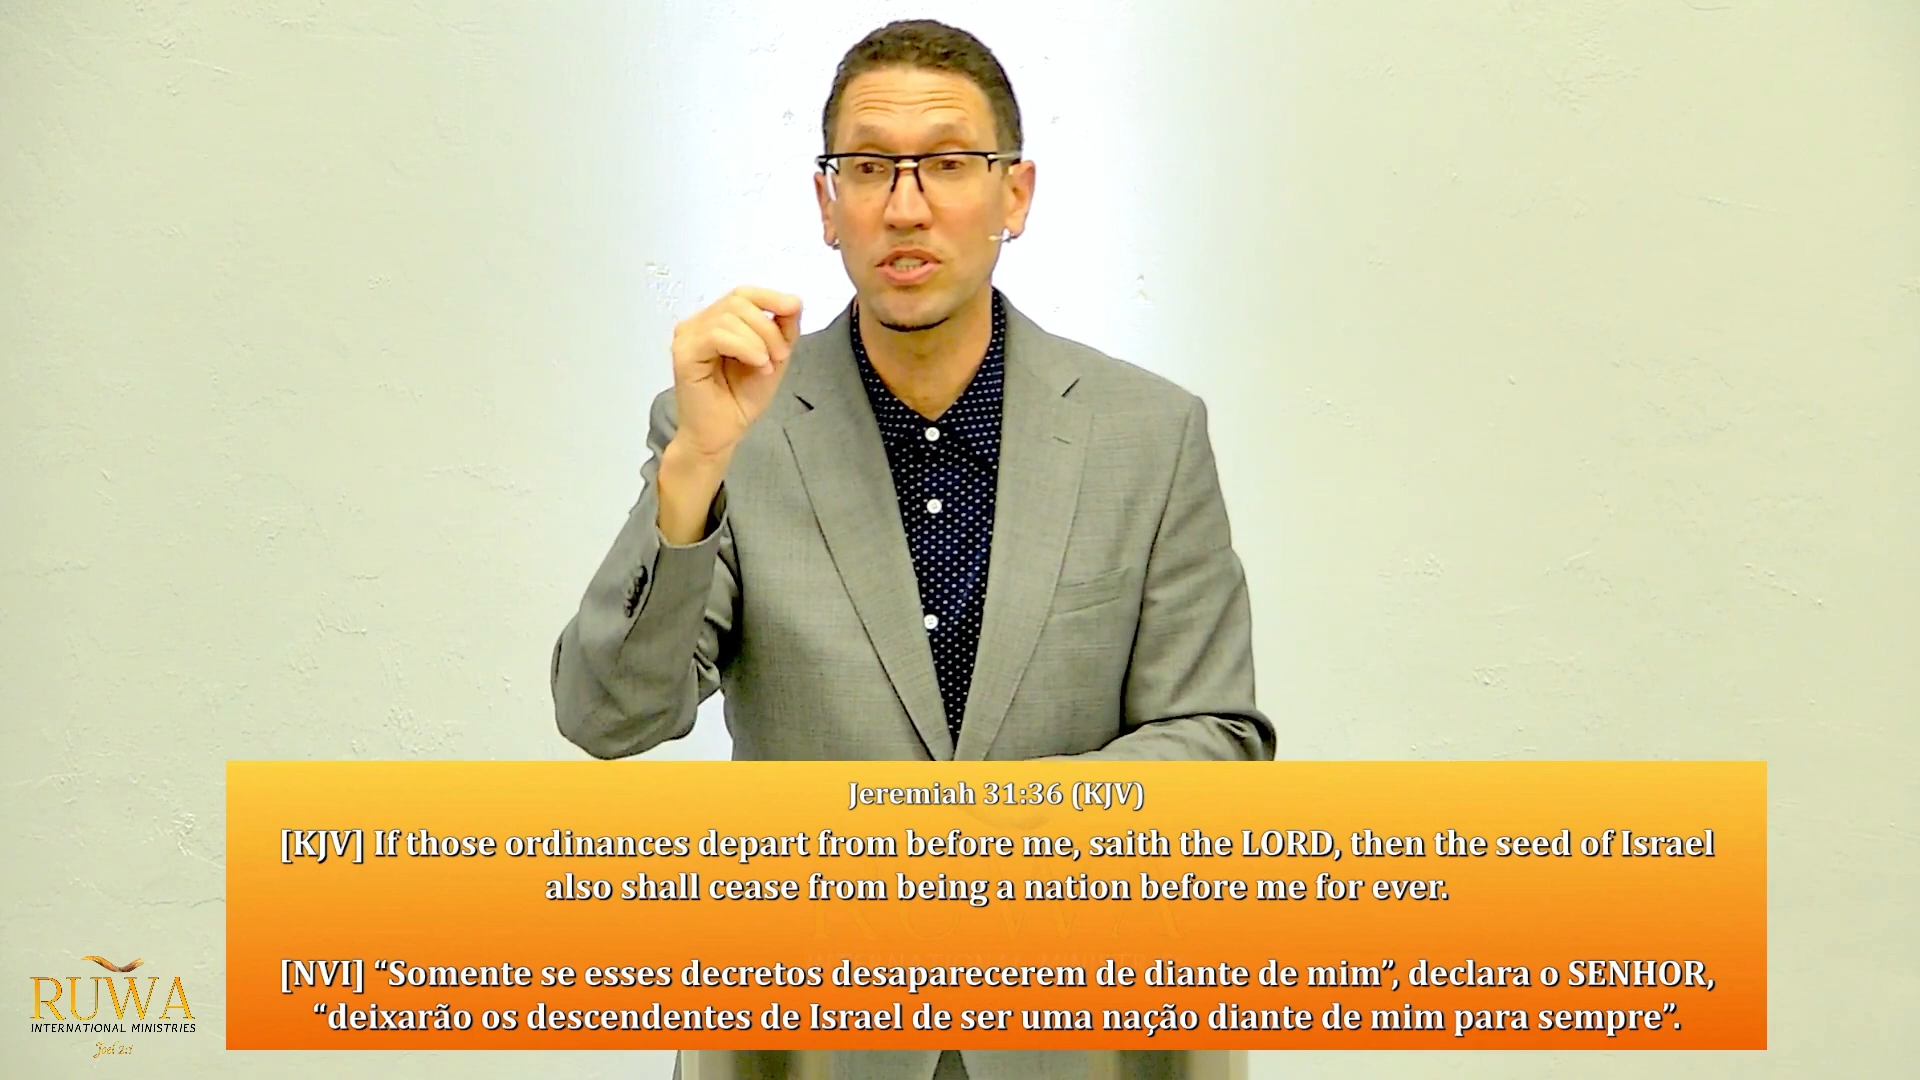 Jeremiah 31:36 (KJV)
[KJV] If those ordinances depart from before me, saith the LORD, then the seed of Israel
also shall cease from being a nation before me for ever.
[NVI] “Somente se esses decretos desaparecerem de diante de mim”, declara o SENHOR,
“deixarão os descendentes de Israel de ser uma nação diante de mim para sempre”.
RUWA
INTERNATIONAL MINISTRIES
Joel 2:1